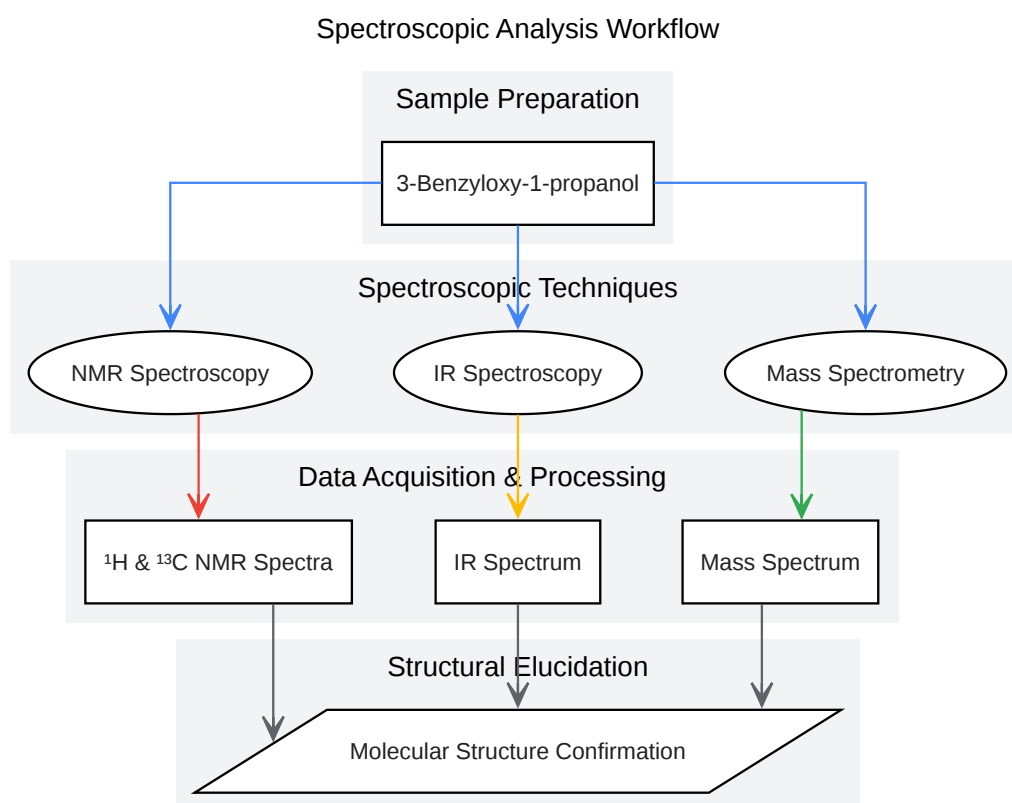 Spectroscopic Analysis Workflow
Sample Preparation
3-Benzyloxy-1-propanol
Spectroscopic Techniques
NMR Spectroscopy
IR Spectroscopy
Mass Spectrometry
Data Acquisition & Processing
¹H & ¹³C NMR Spectra
IR Spectrum
Mass Spectrum
Structural Elucidation
Molecular Structure Confirmation